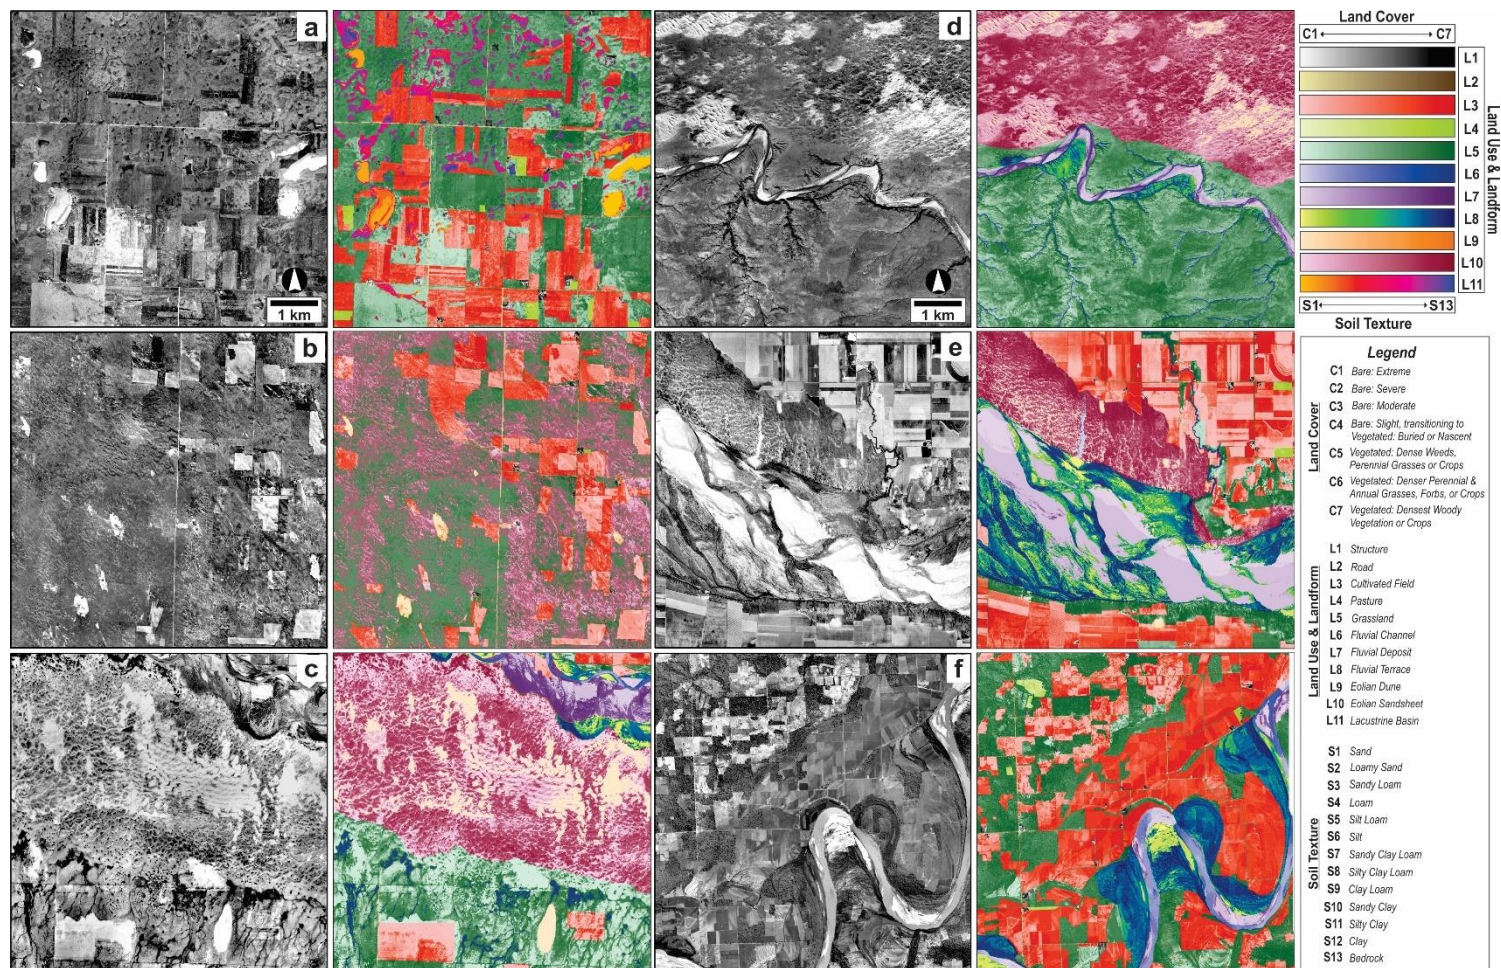 a
1 km
d
1 km
b
e
c
f
Land Cover
C1 C7
L1
L2
L3
L4
L5
L6
L7
L8
L9
L10
L11
Land Use & Landform
S1 S13
Soil Texture
Legend
Land Cover
C1 Bare: Extreme
C2 Bare: Severe
C3 Bare: Moderate
C4 Bare: Slight, transitioning to
Vegetated: Buried or Nascent
C5 Vegetated: Dense Weeds,
Perennial Grasses or Crops
C6 Vegetated: Denser Perennial &
Annual Grasses, Forbs, or Crops
C7 Vegetated: Densest Woody
Vegetation or Crops
Land Use & Landform
L1 Structure
L2 Road
L3 Cultivated Field
L4 Pasture
L5 Grassland
L6 Fluvial Channel
L7 Fluvial Deposit
L8 Fluvial Terrace
L9 Eolian Dune
L10 Eolian Sandsheet
L11 Lacustrine Basin
Soil Texture
S1 Sand
S2 Loamy Sand
S3 Sandy Loam
S4 Loam
S5 Silt Loam
S6 Silt
S7 Sandy Clay Loam
S8 Silty Clay Loam
S9 Clay Loam
S10 Sandy Clay
S11 Silty Clay
S12 Clay
S13 Bedrock